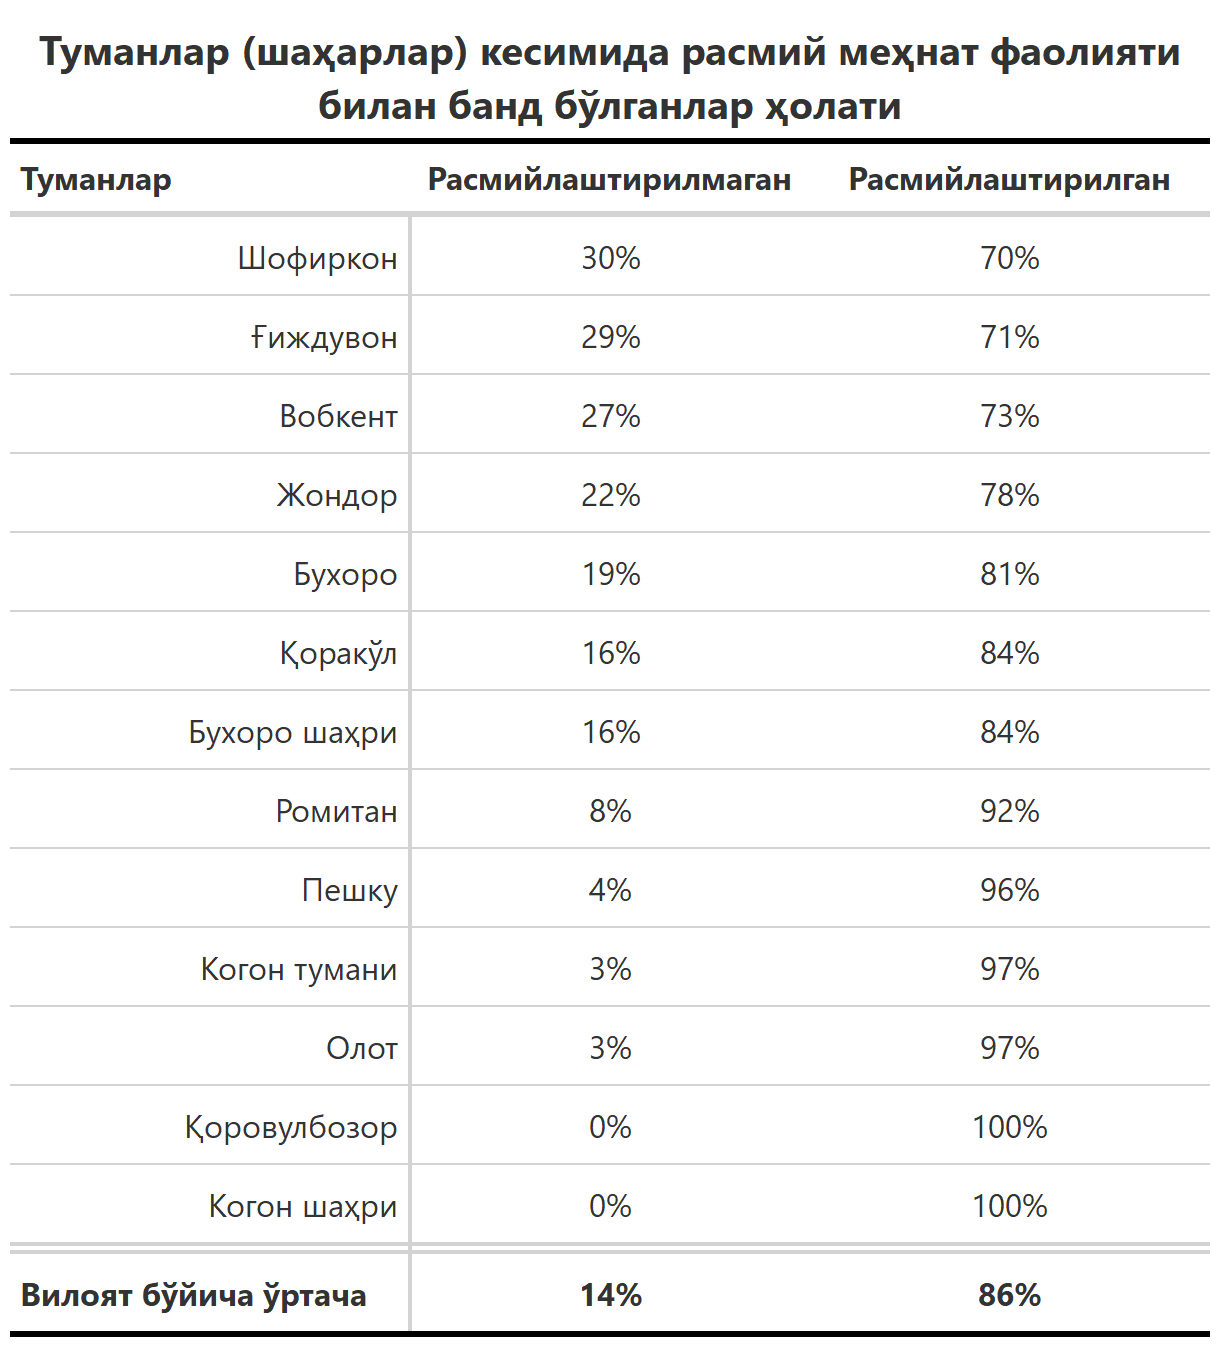 Туманлар (шаҳарлар) кесимида расмий меҳнат фаолияти
билан банд бўлганлар ҳолати
Туманлар Расмийлаштирилмаган Расмийлаштирилган
Шофиркон 30% 70%
Ғиждувон 29% 71%
Вобкент 27% 73%
Жондор 22% 78%
Бухоро 19% 81%
Қоракўл 16% 84%
Бухоро шаҳри 16% 84%
Ромитан 8% 92%
Пешку 4% 96%
Когон тумани 3% 97%
Олот 3% 97%
Қоровулбозор 0% 100%
Когон шаҳри 0% 100%
Вилоят бўйича ўртача 14% 86%